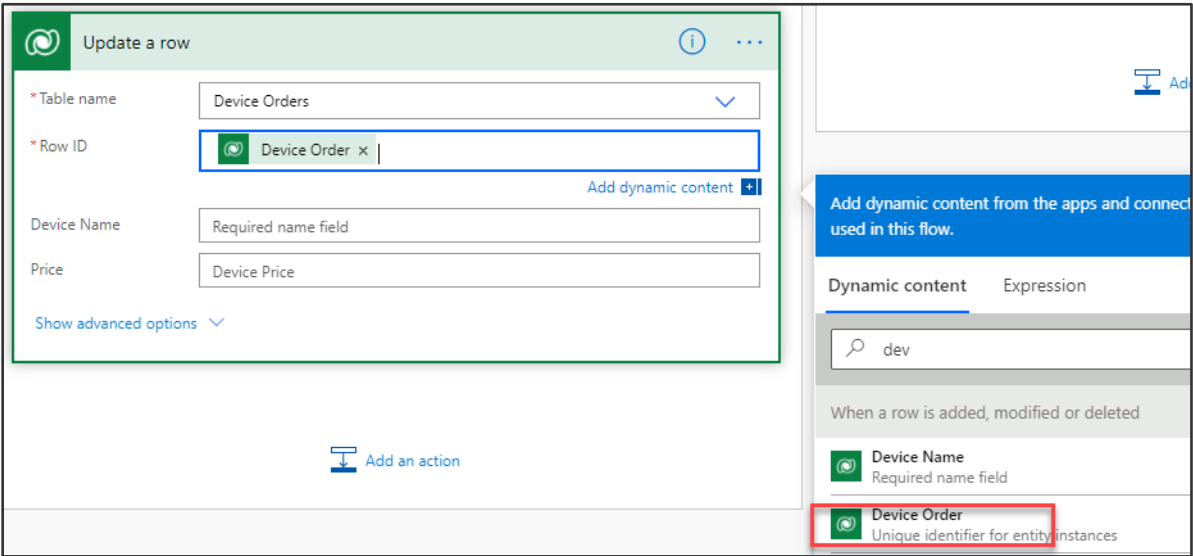 Update a row
* Table name
Device Orders
* Row ID
Device Order ×
Add dynamic content
Device Name
Required name field
Price
Device Price
Show advanced options
Add an action
Add dynamic content from the apps and connect
used in this flow.
Dynamic content Expression
dev
When a row is added, modified or deleted
Device Name
Required name field
Device Order
Unique identifier for entity instances